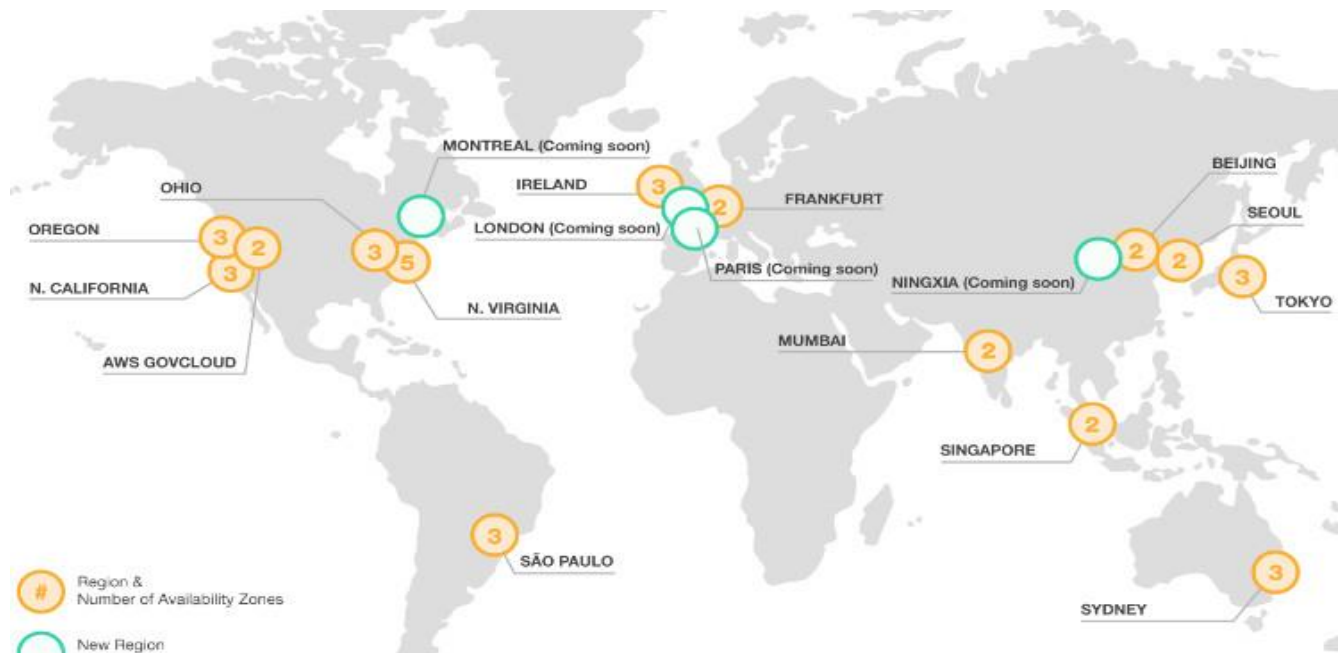 MONTREAL (Coming soon)
OHIO
IRELAND
3
BEIJING
2
FRANKFURT
SEOUL
OREGON
3
2
LONDON (Coming soon)
3
5
2
2
3
3
PARIS (Coming soon)
NINGXIA (Coming soon)
N. CALIFORNIA
N. VIRGINIA
TOKYO
MUMBAI
2
AWS GOVCLOUD
2
SINGAPORE
3
SÃO PAULO
3
SYDNEY
# Region &
Number of Availability Zones
New Region